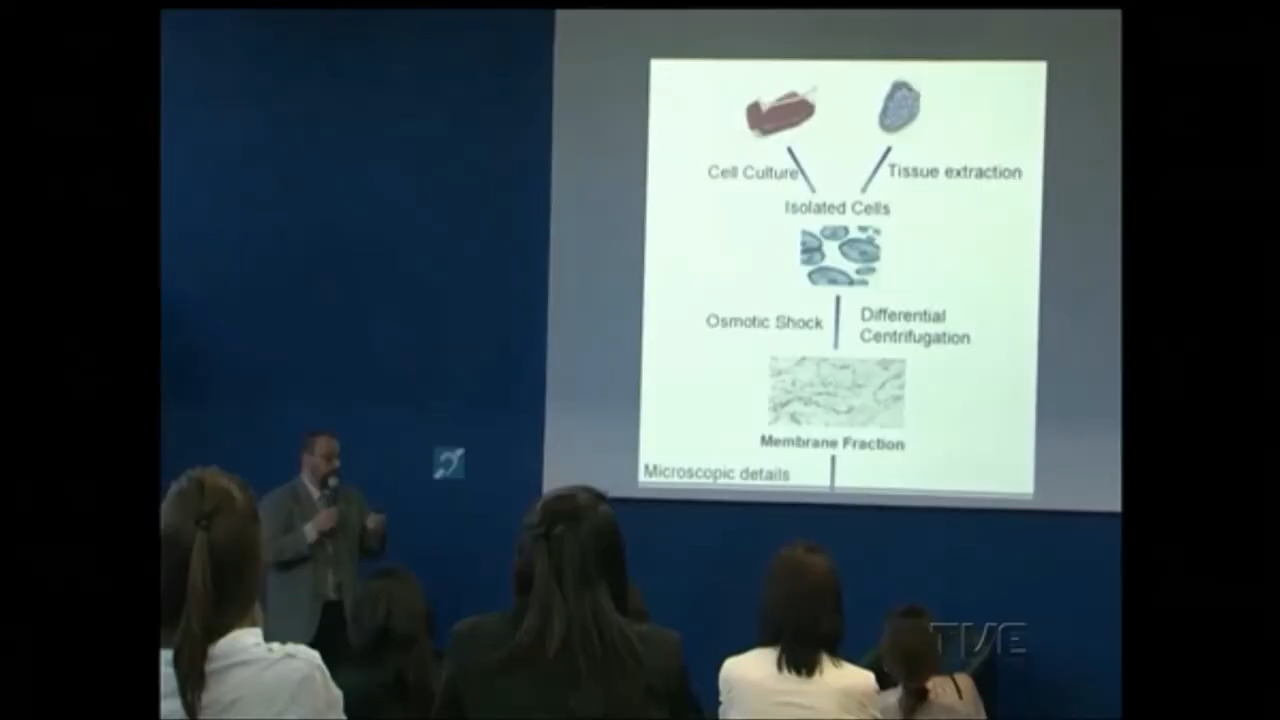 Cell Culture
Tissue extraction
Isolated Cells
Osmotic Shock
Differential
Centrifugation
Membrane Fraction
Microscopic details
TVE